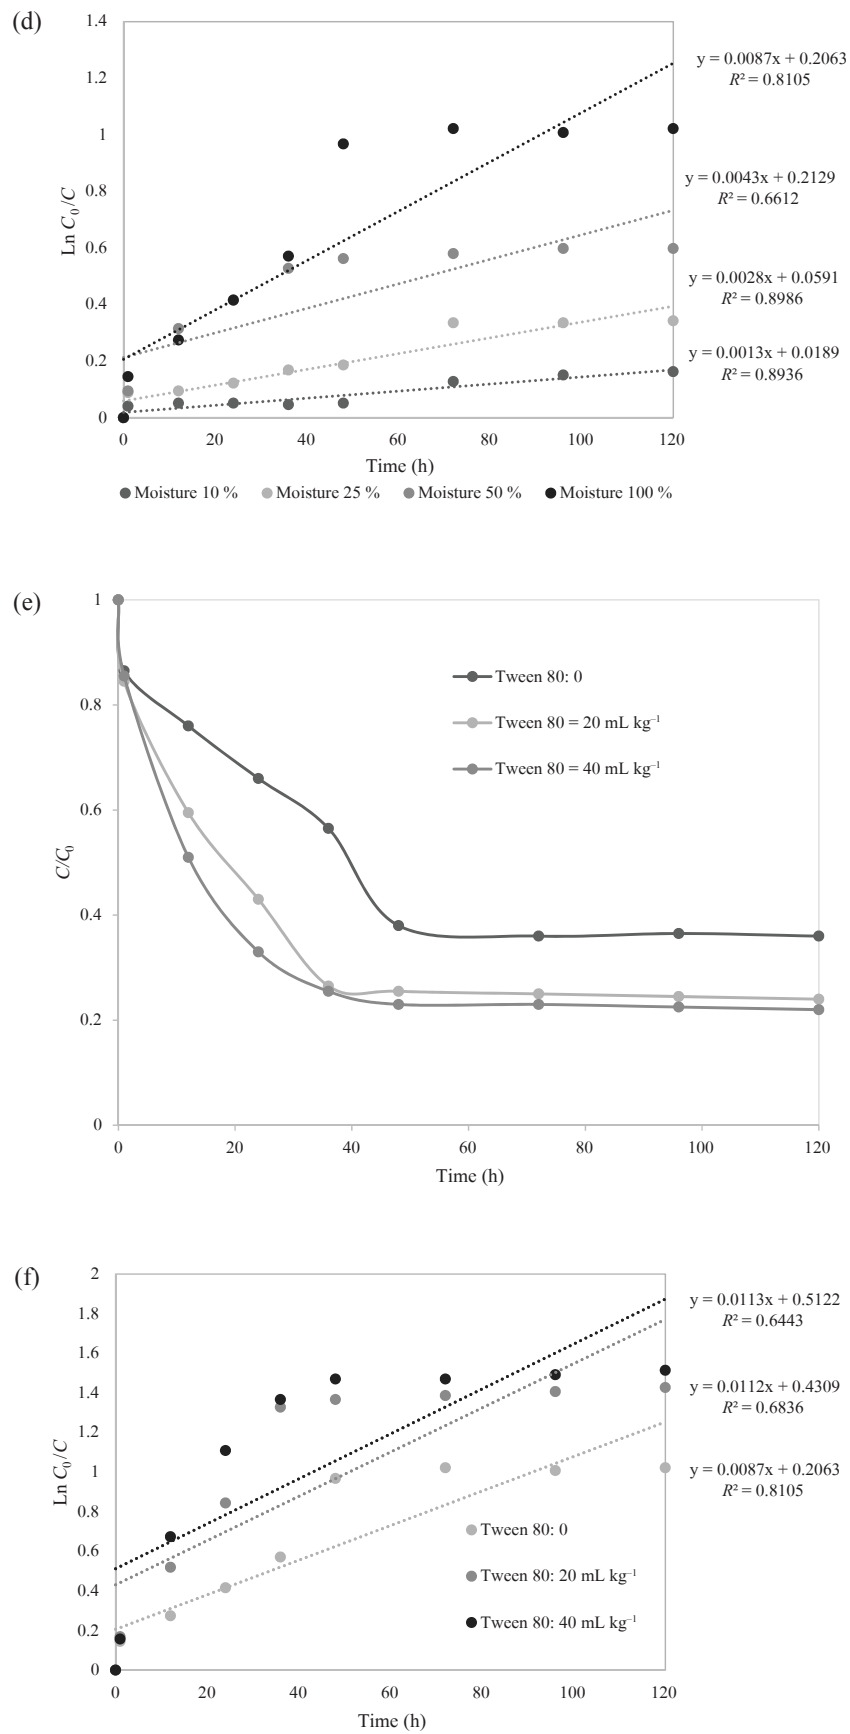 (d)
1.4
1.2
1
0.8
0.6
0.4
0.2
0
Ln C₀/C
0 20 40 60 80 100 120
Time (h)
y = 0.0087x + 0.2063
R² = 0.8105
y = 0.0043x + 0.2129
R² = 0.6612
y = 0.0028x + 0.0591
R² = 0.8986
y = 0.0013x + 0.0189
R² = 0.8936
Moisture 10 % Moisture 25 % Moisture 50 % Moisture 100 %
(e)
1
0.8
0.6
0.4
0.2
0
C/C₀
Tween 80: 0
Tween 80 = 20 mL kg⁻¹
Tween 80 = 40 mL kg⁻¹
0 20 40 60 80 100 120
Time (h)
(f)
2
1.8
1.6
1.4
1.2
1
0.8
0.6
0.4
0.2
0
Ln C₀/C
y = 0.0113x + 0.5122
R² = 0.6443
y = 0.0112x + 0.4309
R² = 0.6836
y = 0.0087x + 0.2063
R² = 0.8105
Tween 80: 0
Tween 80: 20 mL kg⁻¹
Tween 80: 40 mL kg⁻¹
0 20 40 60 80 100 120
Time (h)